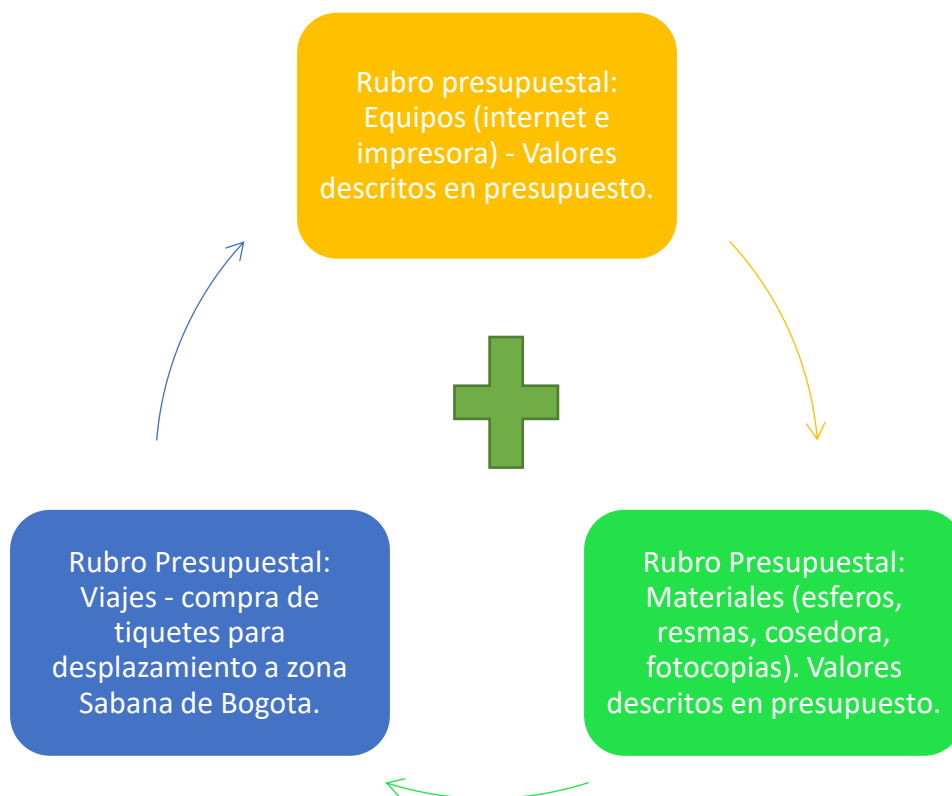 Rubro presupuestal:
Equipos (internet e
impresora) - Valores
descritos en presupuesto.
Rubro Presupuestal:
Viajes - compra de
tiquetes para
desplazamiento a zona
Sabana de Bogota.
Rubro Presupuestal:
Materiales (esferos,
resmas, cosedora,
fotocopias). Valores
descritos en presupuesto.